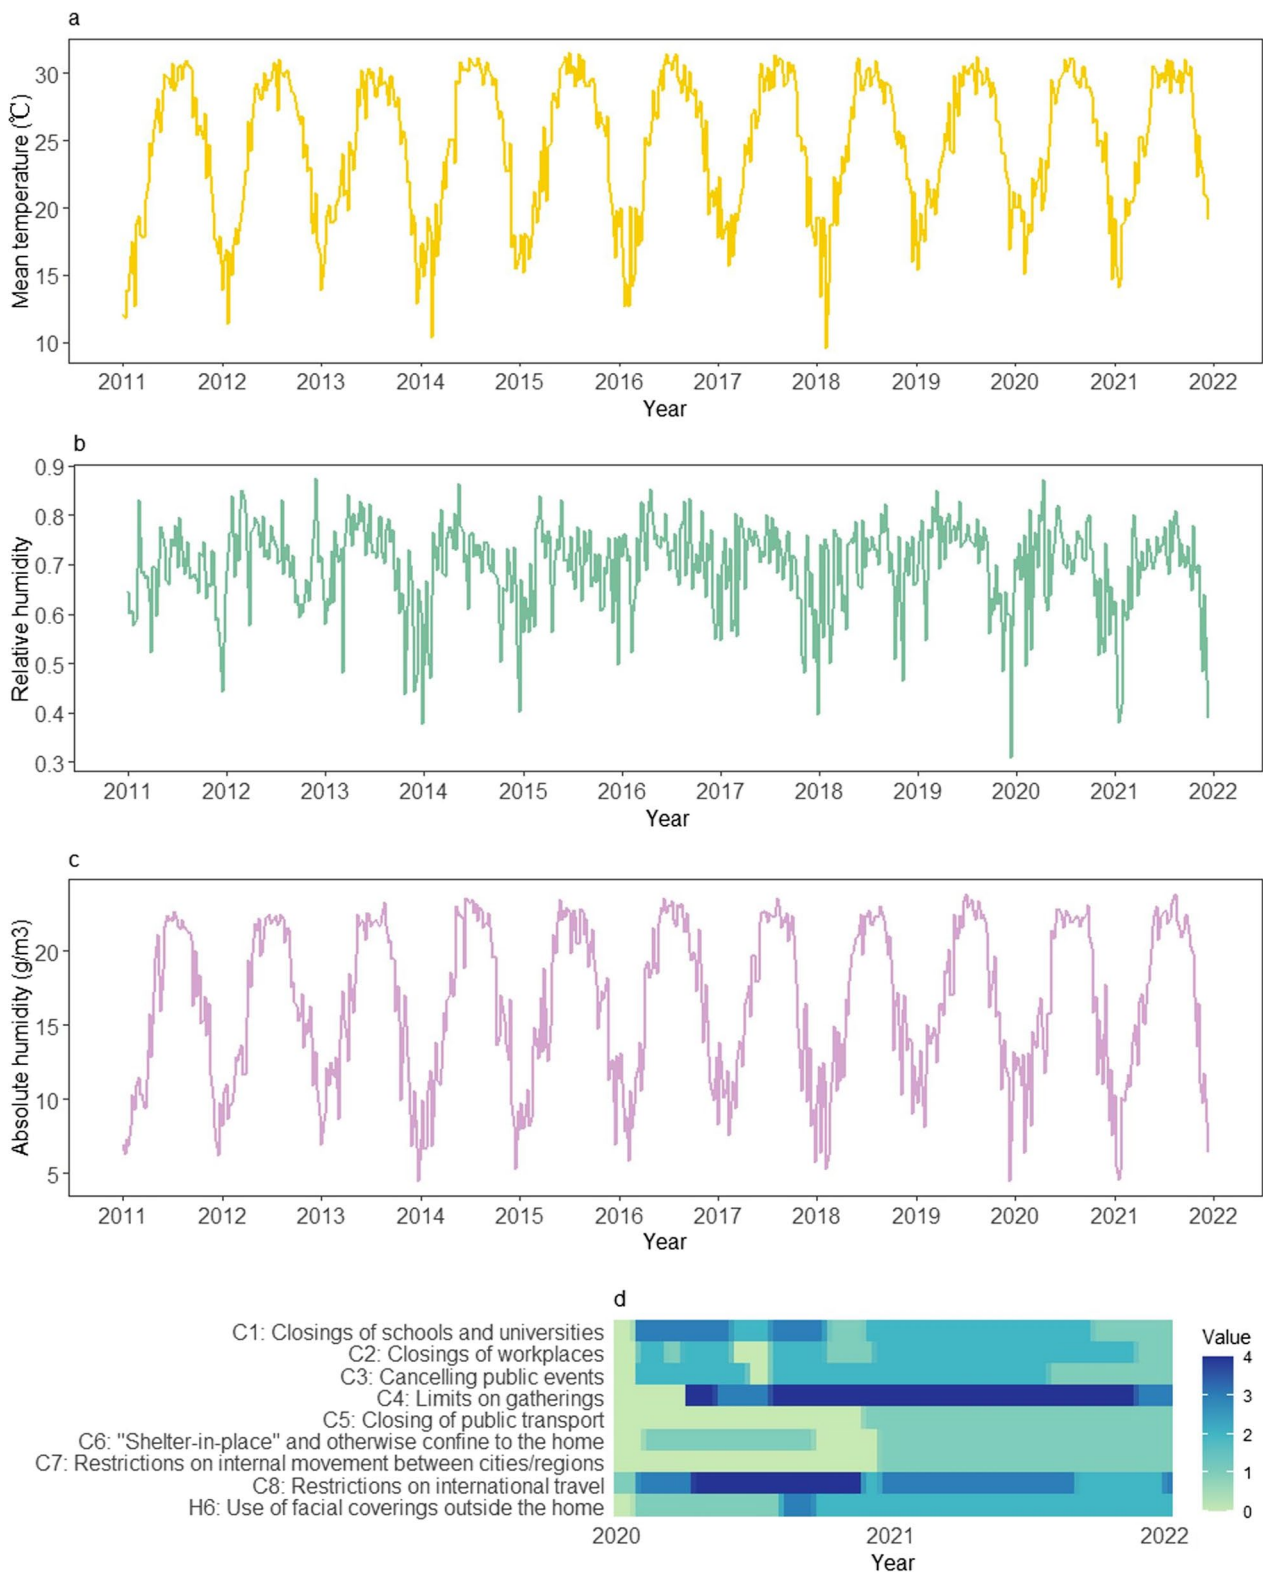 a
Mean temperature (℃)
30
25
20
15
10
2011 2012 2013 2014 2015 2016 2017 2018 2019 2020 2021 2022
Year
b
Relative humidity
0.9
0.8
0.7
0.6
0.5
0.4
0.3
2011 2012 2013 2014 2015 2016 2017 2018 2019 2020 2021 2022
Year
c
Absolute humidity (g/m3)
20
15
10
5
2011 2012 2013 2014 2015 2016 2017 2018 2019 2020 2021 2022
Year
d
C1: Closings of schools and universities
C2: Closings of workplaces
C3: Cancelling public events
C4: Limits on gatherings
C5: Closing of public transport
C6: "Shelter-in-place" and otherwise confine to the home
C7: Restrictions on internal movement between cities/regions
C8: Restrictions on international travel
H6: Use of facial coverings outside the home
2020 2021 2022
Year
Value
4
3
2
1
0